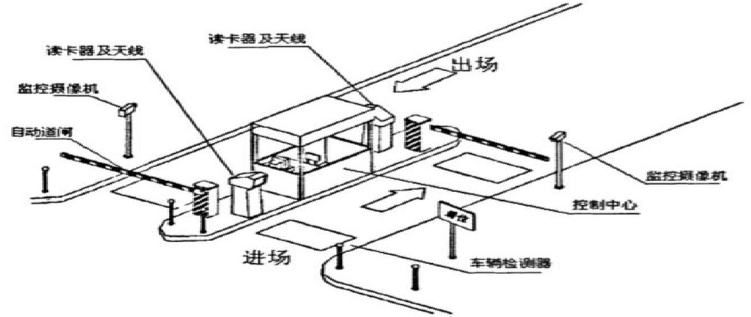 读卡器及天线
读卡器及天线
出场
监控摄像机
自动道闸
监控摄像机
控制中心
进场
车辆检测器